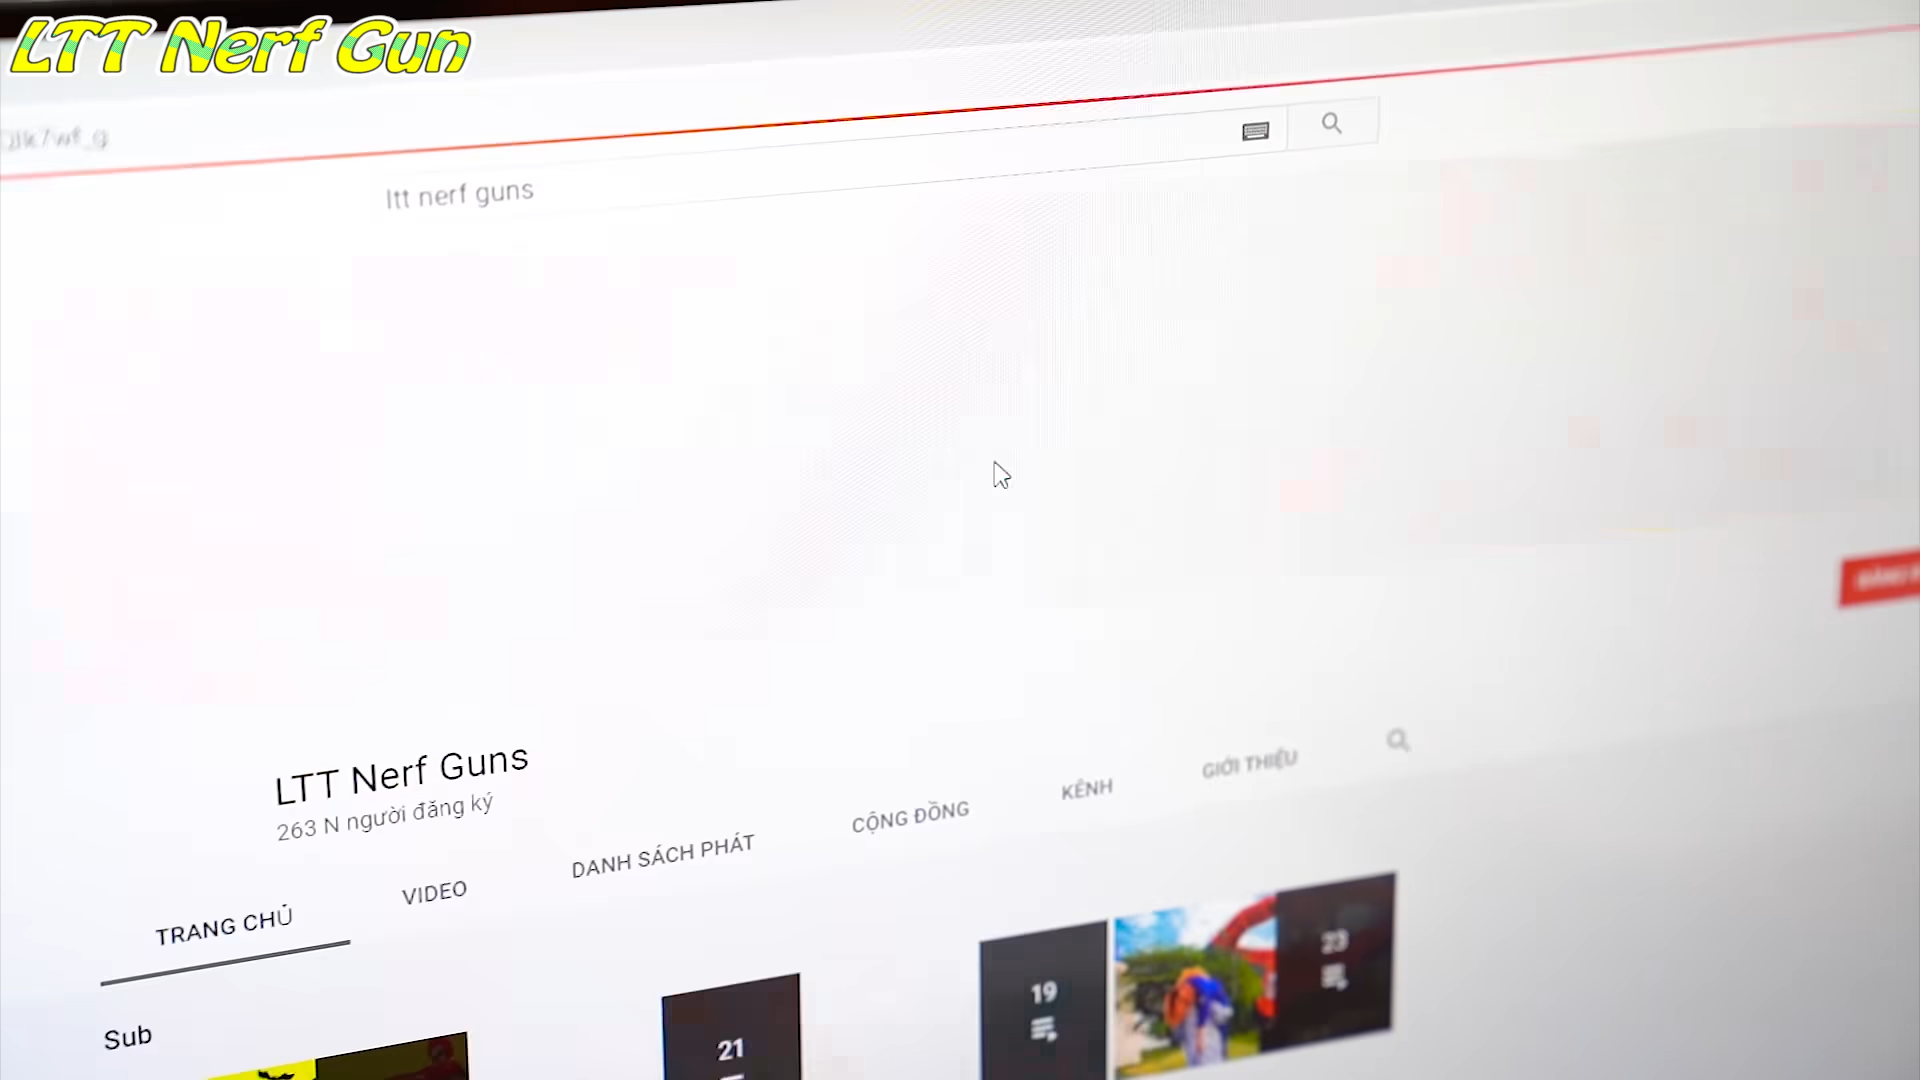 LTT Nerf Gun
ltt nerf guns
LTT Nerf Guns
263 N người đăng ký
TRANG CHỦ
VIDEO
DANH SÁCH PHÁT
CỘNG ĐỒNG
KÊNH
GIỚI THIỆU
Sub
21
19
23